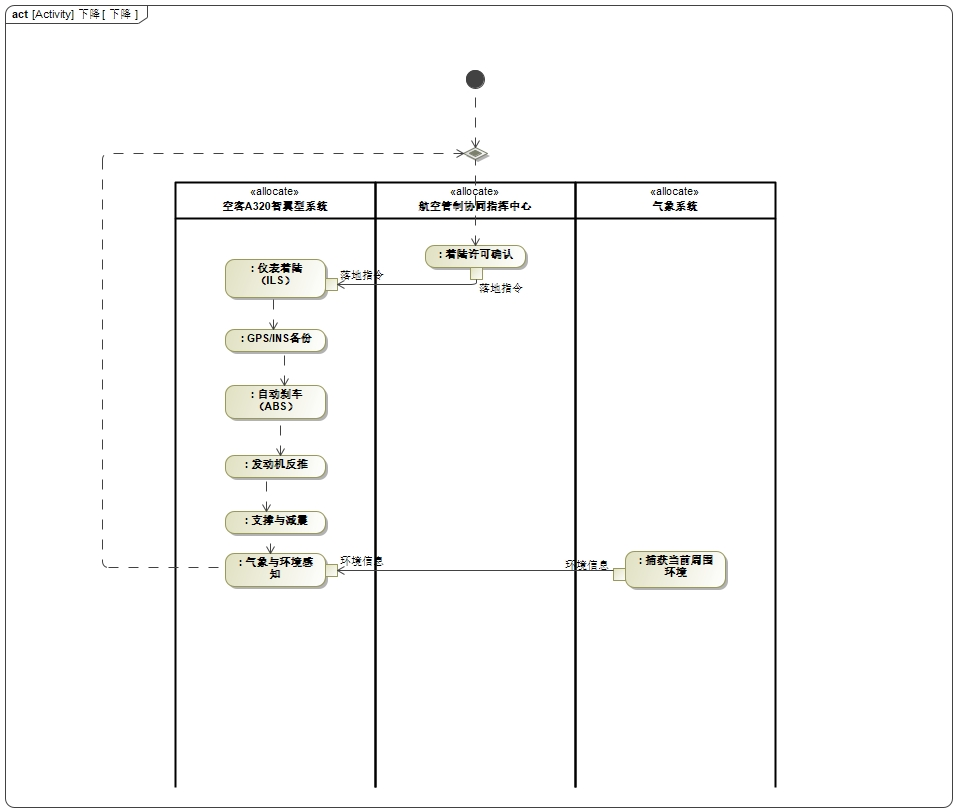 act [Activity] 下降[ 下降 ]
«allocate»
空客A320智翼型系统
«allocate»
航空管制协同指挥中心
«allocate»
气象系统
: 着陆许可确认
: 仪表着陆
（ILS）
落地指令
落地指令
: GPS/INS备份
: 自动刹车
（ABS）
: 发动机反推
: 支撑与减震
: 气象与环境感
知
环境信息
环境信息
: 捕获当前周围
环境